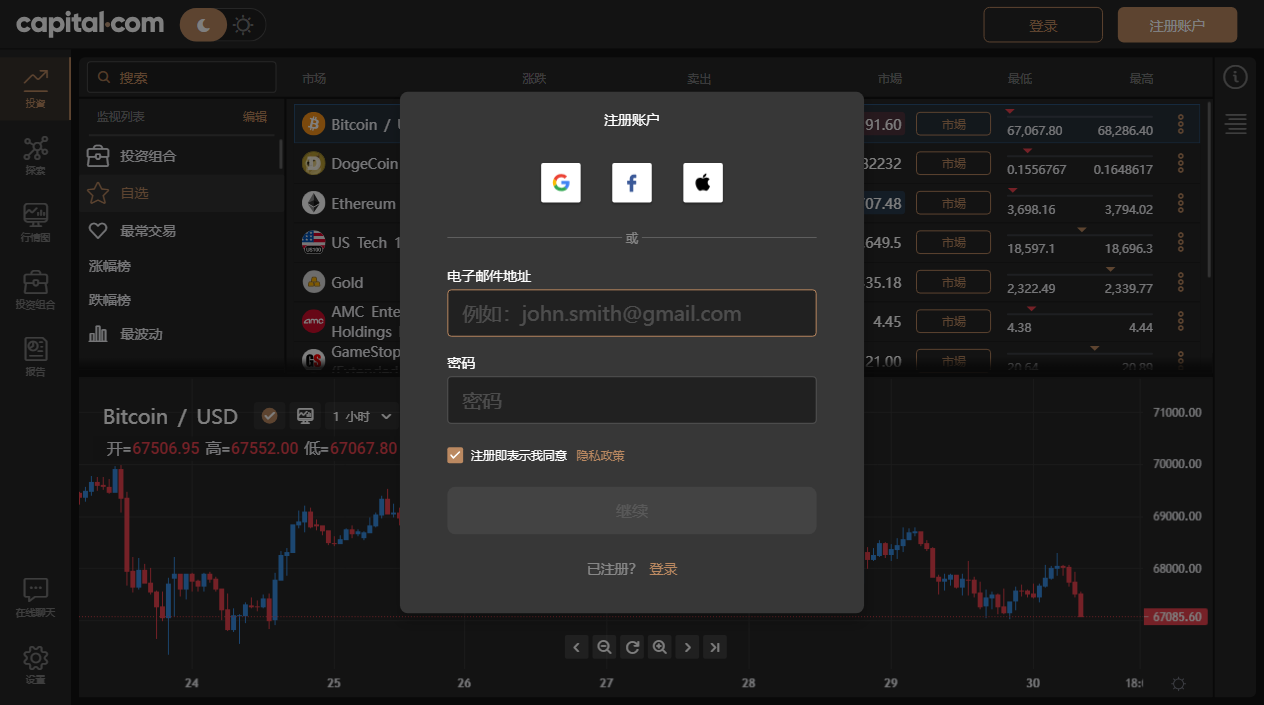 capital.com
登录
注册账户
投资
探索
行情图
投资组合
报告
在线聊天
设置
搜索
监视列表 编辑
投资组合
自选
最常交易
涨幅榜
跌幅榜
最波动
市场 涨跌 卖出 市場 最低 最高
Bitcoin /
91.60 市場 67,067.80 68,286.40
DogeCoin
32232 市場 0.1556767 0.1648617
Ethereum
07.48 市場 3,698.16 3,794.02
US Tech 1
649.5 市場 18,597.1 18,696.3
Gold
35.18 市場 2,322.49 2,339.77
AMC Ente
Holdings
4.45 市場 4.38 4.44
GameStop
21.00 市場 20.64 20.89
注册账户
或
电子邮件地址
例如：john.smith@gmail.com
密码
密码
注册即表示我同意 隐私政策
继续
已注册？ 登录
Bitcoin / USD 1 小时
开=67506.95 高=67552.00 低=67067.80
71000.00
70000.00
69000.00
68000.00
67085.60
24 25 26 27 28 29 30 18: